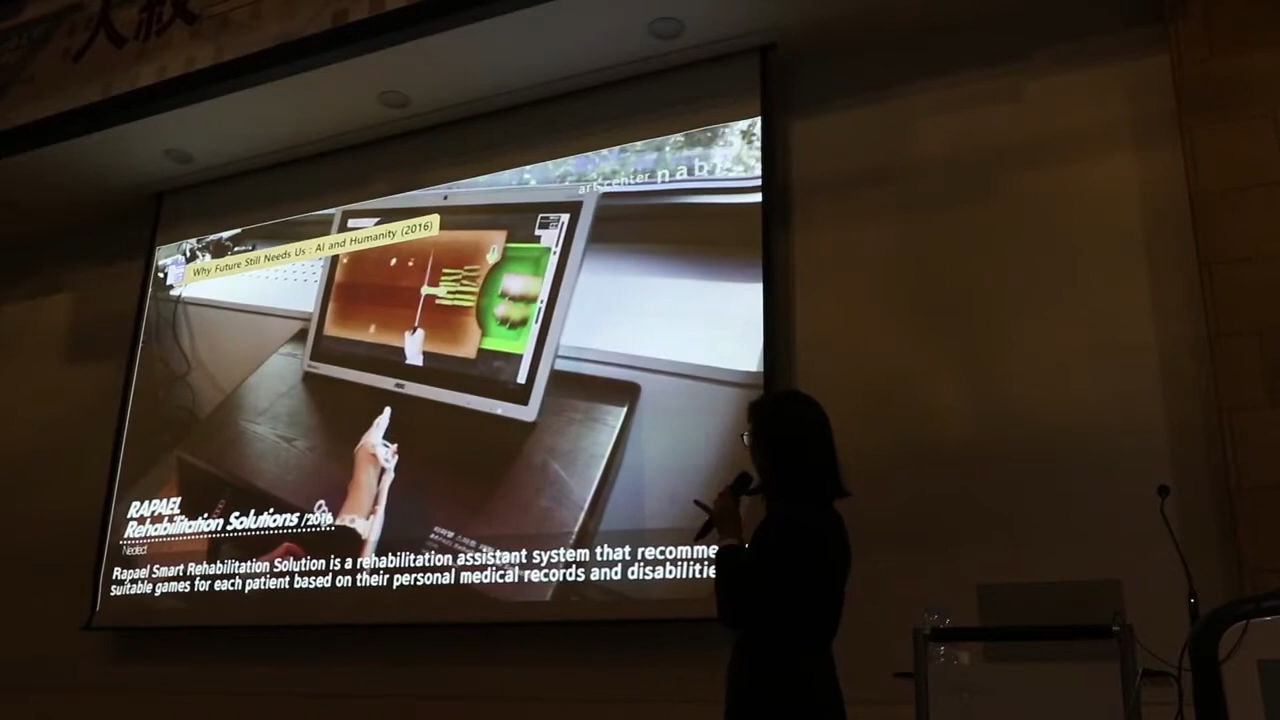 art center nabi
Why Future Still Needs Us : AI and Humanity (2016)
RAPAEL
Rehabilitation Solutions /2016
Neofect
Rapael Smart Rehabilitation Solution is a rehabilitation assistant system that recomme
suitable games for each patient based on their personal medical records and disabilitie